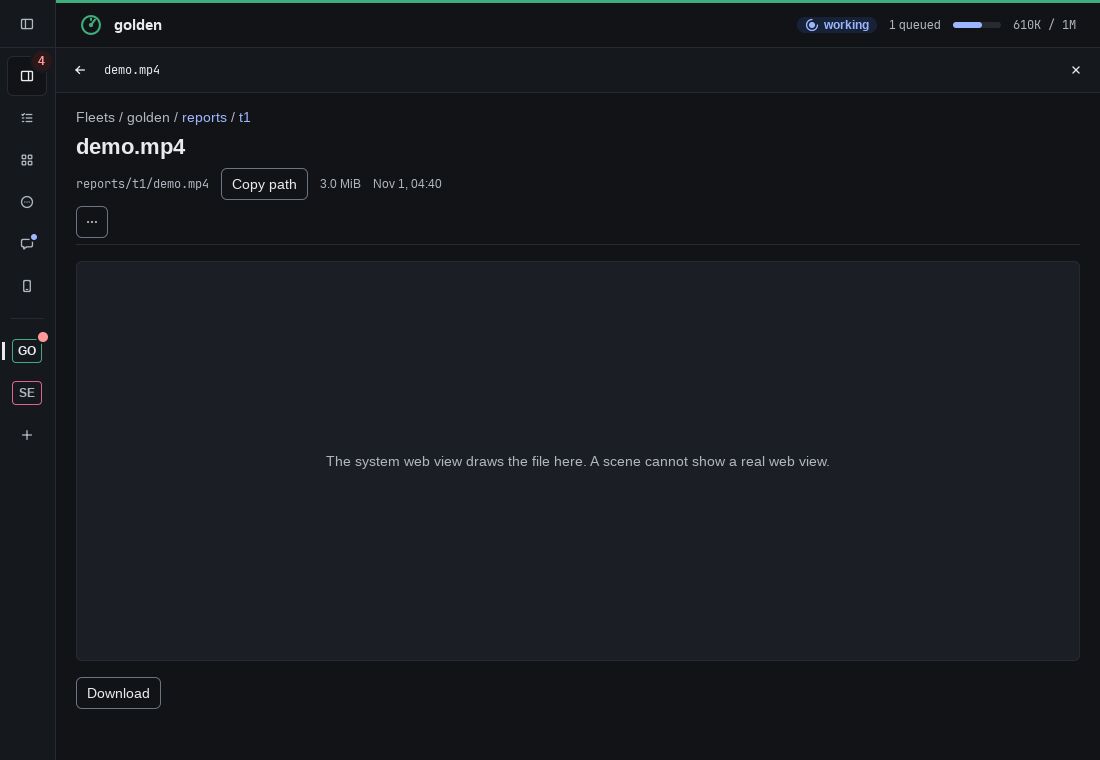 golden
working
1 queued
610K / 1M
4
demo.mp4
Fleets / golden / reports / t1
demo.mp4
reports/t1/demo.mp4
Copy path
3.0 MiB
Nov 1, 04:40
The system web view draws the file here. A scene cannot show a real web view.
Download
GO
SE